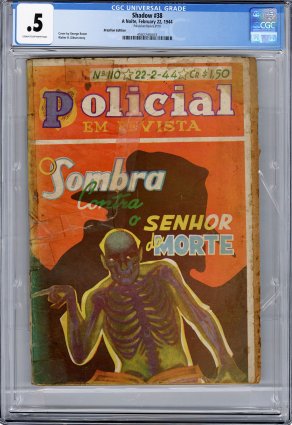 CGC UNIVERSAL GRADE
.5
Shadow #38
A Noite, February 22, 1944
Brazilian Edition
CGC
Nº 110 ☆ 22-2-44 ☆ Cr$ 1,50
Policial
EM REVISTA
O Sombra
Contra
o SENHOR
da MORTE